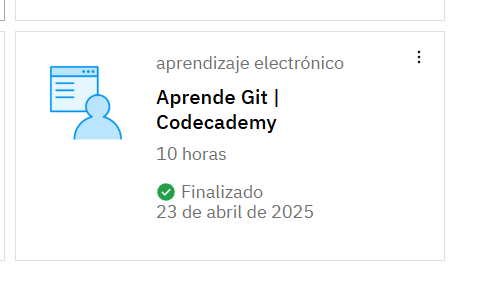 aprendizaje electrónico
Aprende Git |
Codecademy
10 horas
Finalizado
23 de abril de 2025